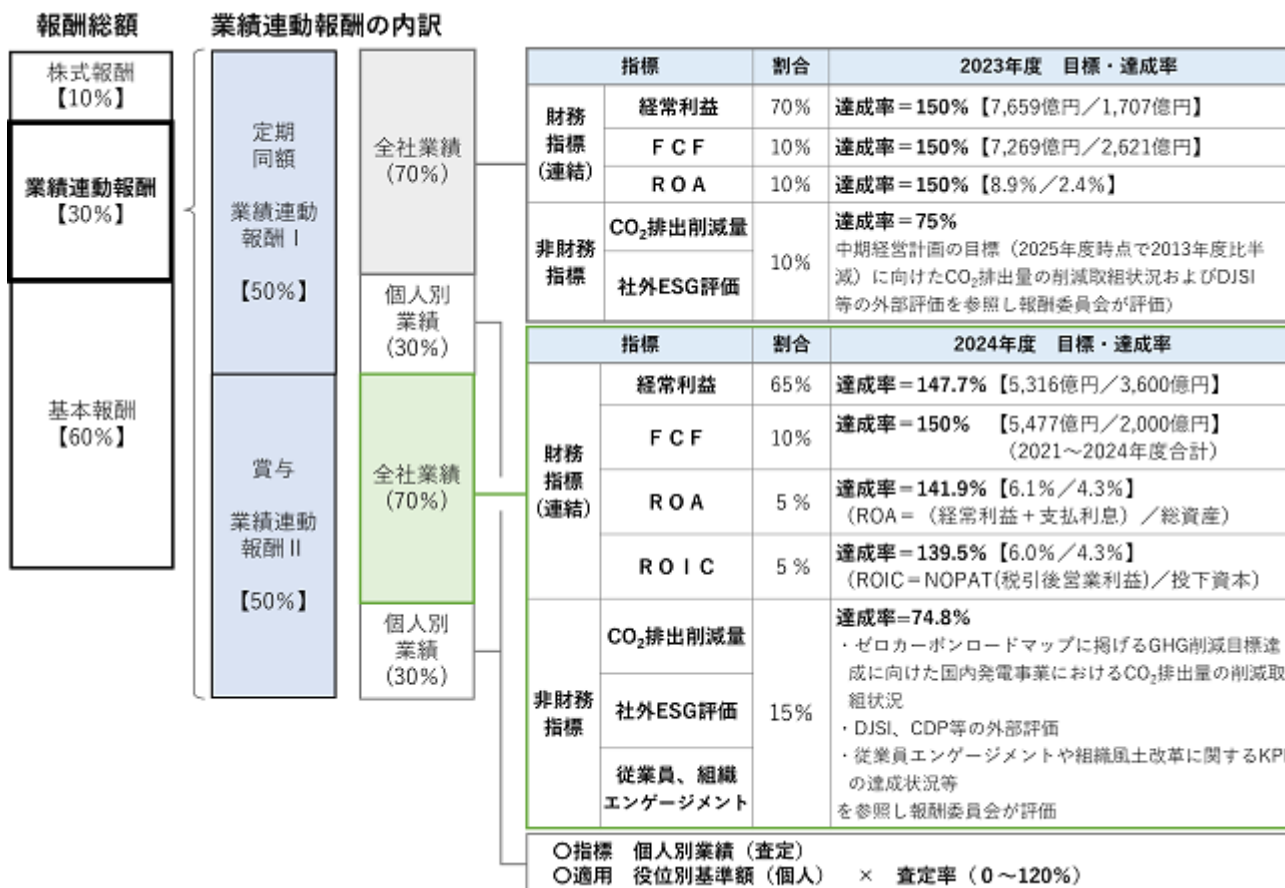 報酬総額
業績連動報酬の内訳
株式報酬
【10%】
業績連動報酬
【30%】
基本報酬
【60%】
定期
同額
業績連動
報酬Ⅰ
【50%】
賞与
業績連動
報酬Ⅱ
【50%】
全社業績
(70%)
個人別
業績
(30%)
全社業績
(70%)
個人別
業績
(30%)
指標 割合 2023年度 目標・達成率
財務
指標
(連結)
経常利益 70% 達成率=150%【7,659億円／1,707億円】
FCF 10% 達成率=150%【7,269億円／2,621億円】
ROA 10% 達成率=150%【8.9%／2.4%】
非財務
指標
CO₂排出削減量
社外ESG評価
10%
達成率=75%
中期経営計画の目標（2025年度時点で2013年度比半
減）に向けたCO₂排出量の削減取組状況およびDJSI
等の外部評価を参照し報酬委員会が評価）
指標 割合 2024年度 目標・達成率
財務
指標
(連結)
経常利益 65% 達成率=147.7%【5,316億円／3,600億円】
FCF 10% 達成率=150% 【5,477億円／2,000億円】
（2021～2024年度合計）
ROA 5% 達成率=141.9%【6.1%／4.3%】
（ROA=（経常利益＋支払利息）／総資産）
ROIC 5% 達成率=139.5%【6.0%／4.3%】
(ROIC=NOPAT(税引後営業利益)／投下資本)
非財務
指標
CO₂排出削減量
社外ESG評価
従業員、組織
エンゲージメント
15%
達成率=74.8%
・ゼロカーボンロードマップに掲げるGHG削減目標達
成に向けた国内発電事業におけるCO₂排出量の削減取
組状況
・DJSI、CDP等の外部評価
・従業員エンゲージメントや組織風土改革に関するKPI
の達成状況等
を参照し報酬委員会が評価
○指標 個人別業績（査定）
○適用 役位別基準額（個人） × 査定率（0～120%）